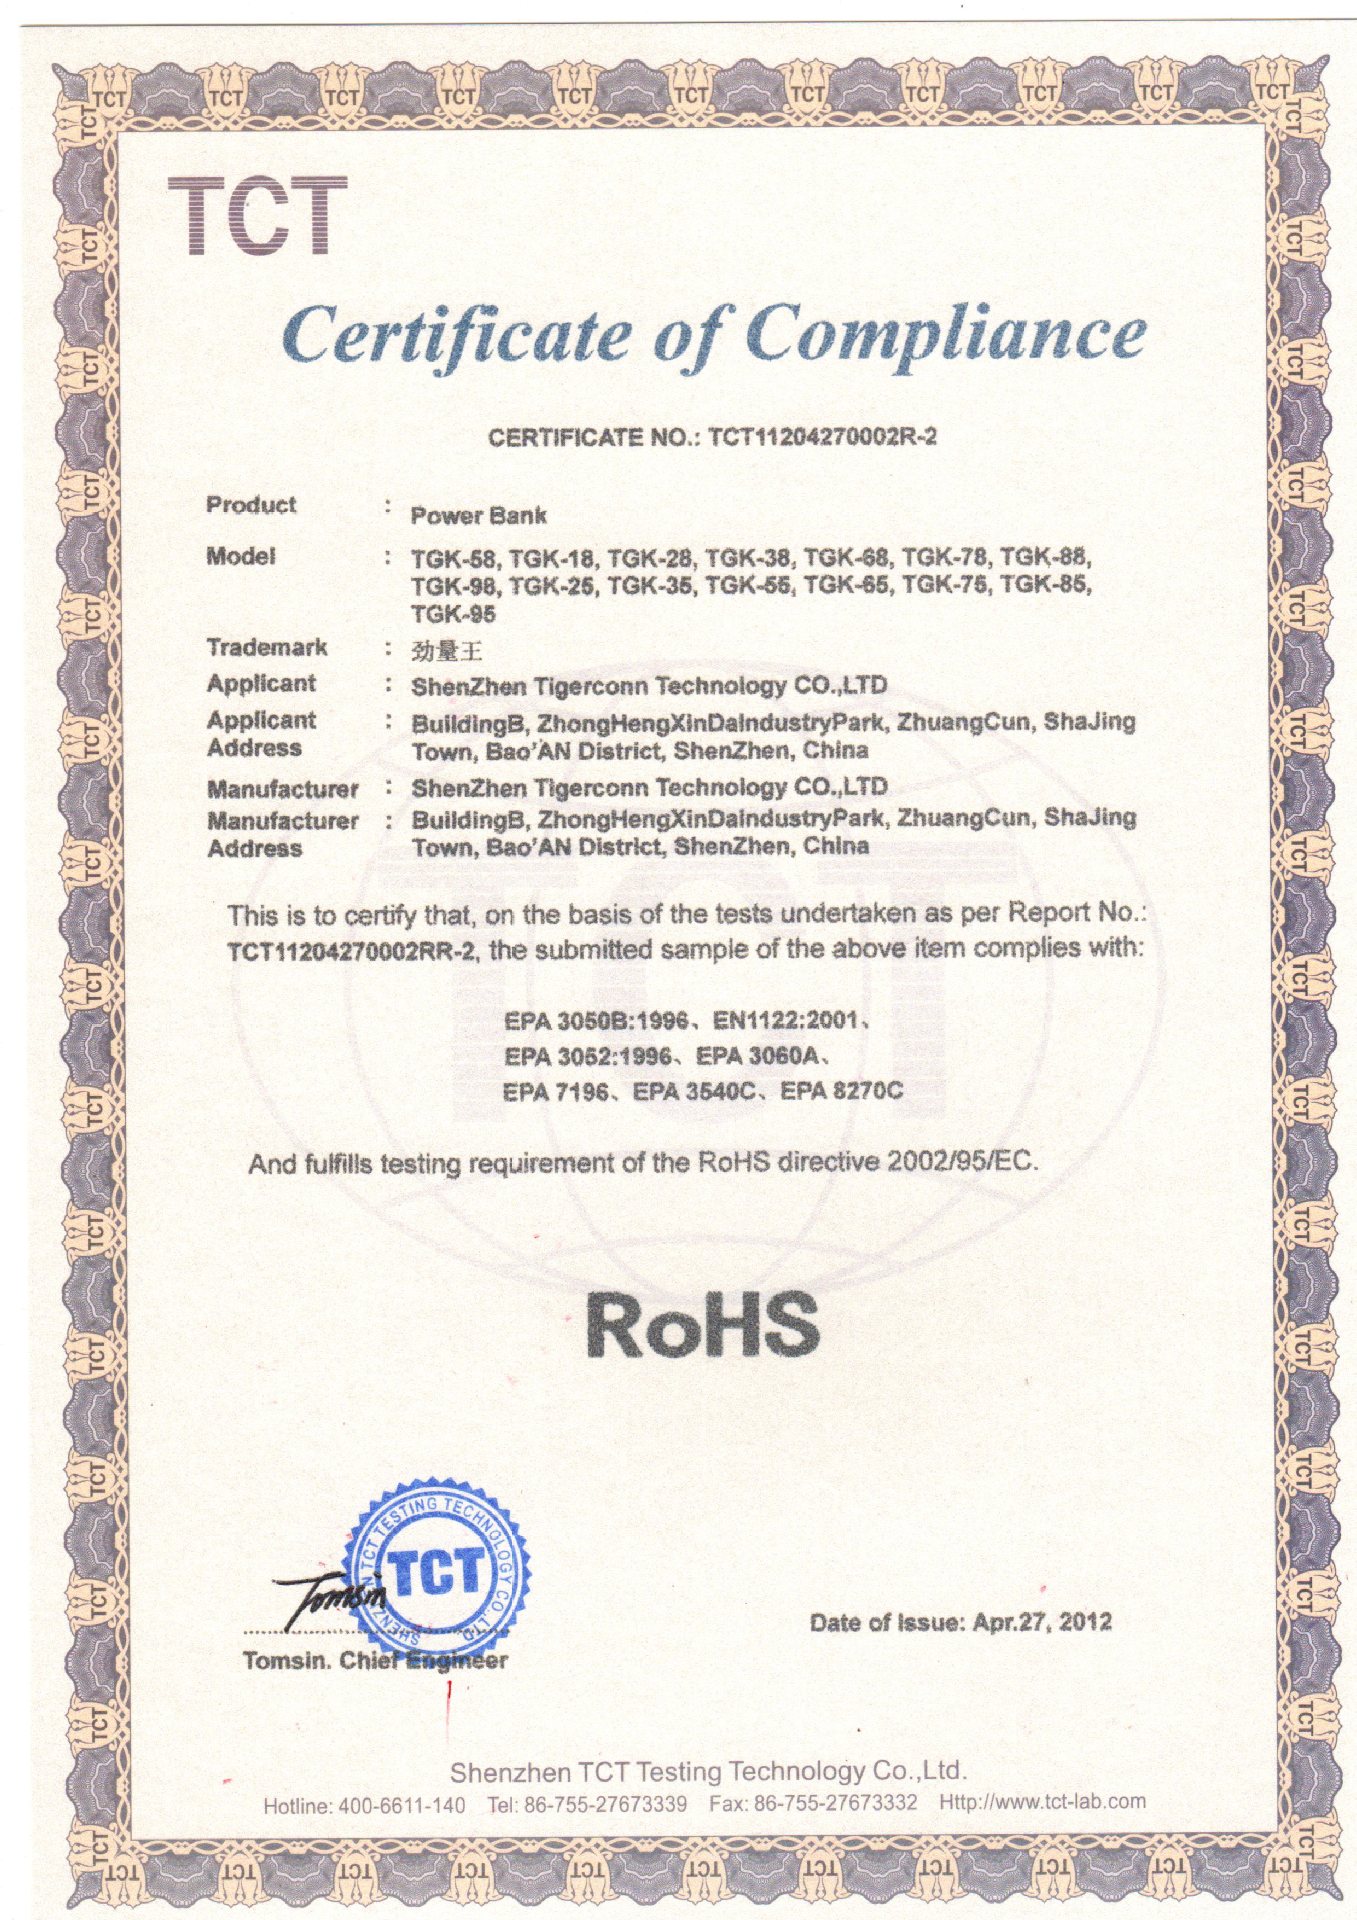 TCT
Certificate of Compliance
CERTIFICATE NO.: TCT11204270002R-2
Product : Power Bank
Model : TGK-58, TGK-18, TGK-28, TGK-38, TGK-68, TGK-78, TGK-88,
TGK-98, TGK-25, TGK-35, TGK-55, TGK-65, TGK-75, TGK-85,
TGK-95
Trademark : 劲量王
Applicant : ShenZhen Tigerconn Technology CO.,LTD
Applicant : BuildingB, ZhongHengXinDaIndustryPark, ZhuangCun, ShaJing
Address Town, Bao'AN District, ShenZhen, China
Manufacturer : ShenZhen Tigerconn Technology CO.,LTD
Manufacturer : BuildingB, ZhongHengXinDaIndustryPark, ZhuangCun, ShaJing
Address Town, Bao'AN District, ShenZhen, China
This is to certify that, on the basis of the tests undertaken as per Report No.:
TCT11204270002RR-2, the submitted sample of the above item complies with:
EPA 3050B:1996、EN1122:2001、
EPA 3052:1996、EPA 3060A、
EPA 7196、EPA 3540C、EPA 8270C
And fulfills testing requirement of the RoHS directive 2002/95/EC.
RoHS
SHENZHEN TCT TESTING TECHNOLOGY CO.,LTD
TCT
Tomsin
Date of Issue: Apr.27, 2012
Tomsin. Chief Engineer
Shenzhen TCT Testing Technology Co.,Ltd.
Hotline: 400-6611-140 Tel: 86-755-27673339 Fax: 86-755-27673332 Http://www.tct-lab.com